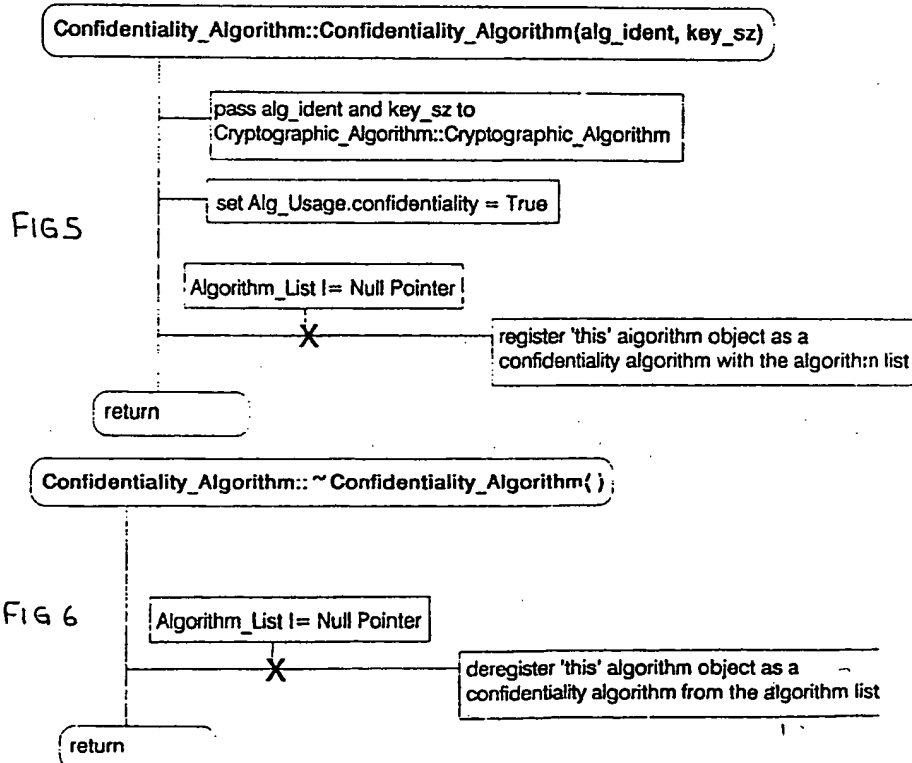 Confidentiality_Algorithm::Confidentiality_Algorithm(alg_ident, key_sz)
pass alg_ident and key_sz to
Cryptographic_Algorithm::Cryptographic_Algorithm
set Alg_Usage.confidentiality = True
FIG5
Algorithm_List != Null Pointer
X
register 'this' algorithm object as a
confidentiality algorithm with the algorithm list
return
Confidentiality_Algorithm::~Confidentiality_Algorithm()
FIG 6
Algorithm_List != Null Pointer
X
deregister 'this' algorithm object as a
confidentiality algorithm from the algorithm list
return